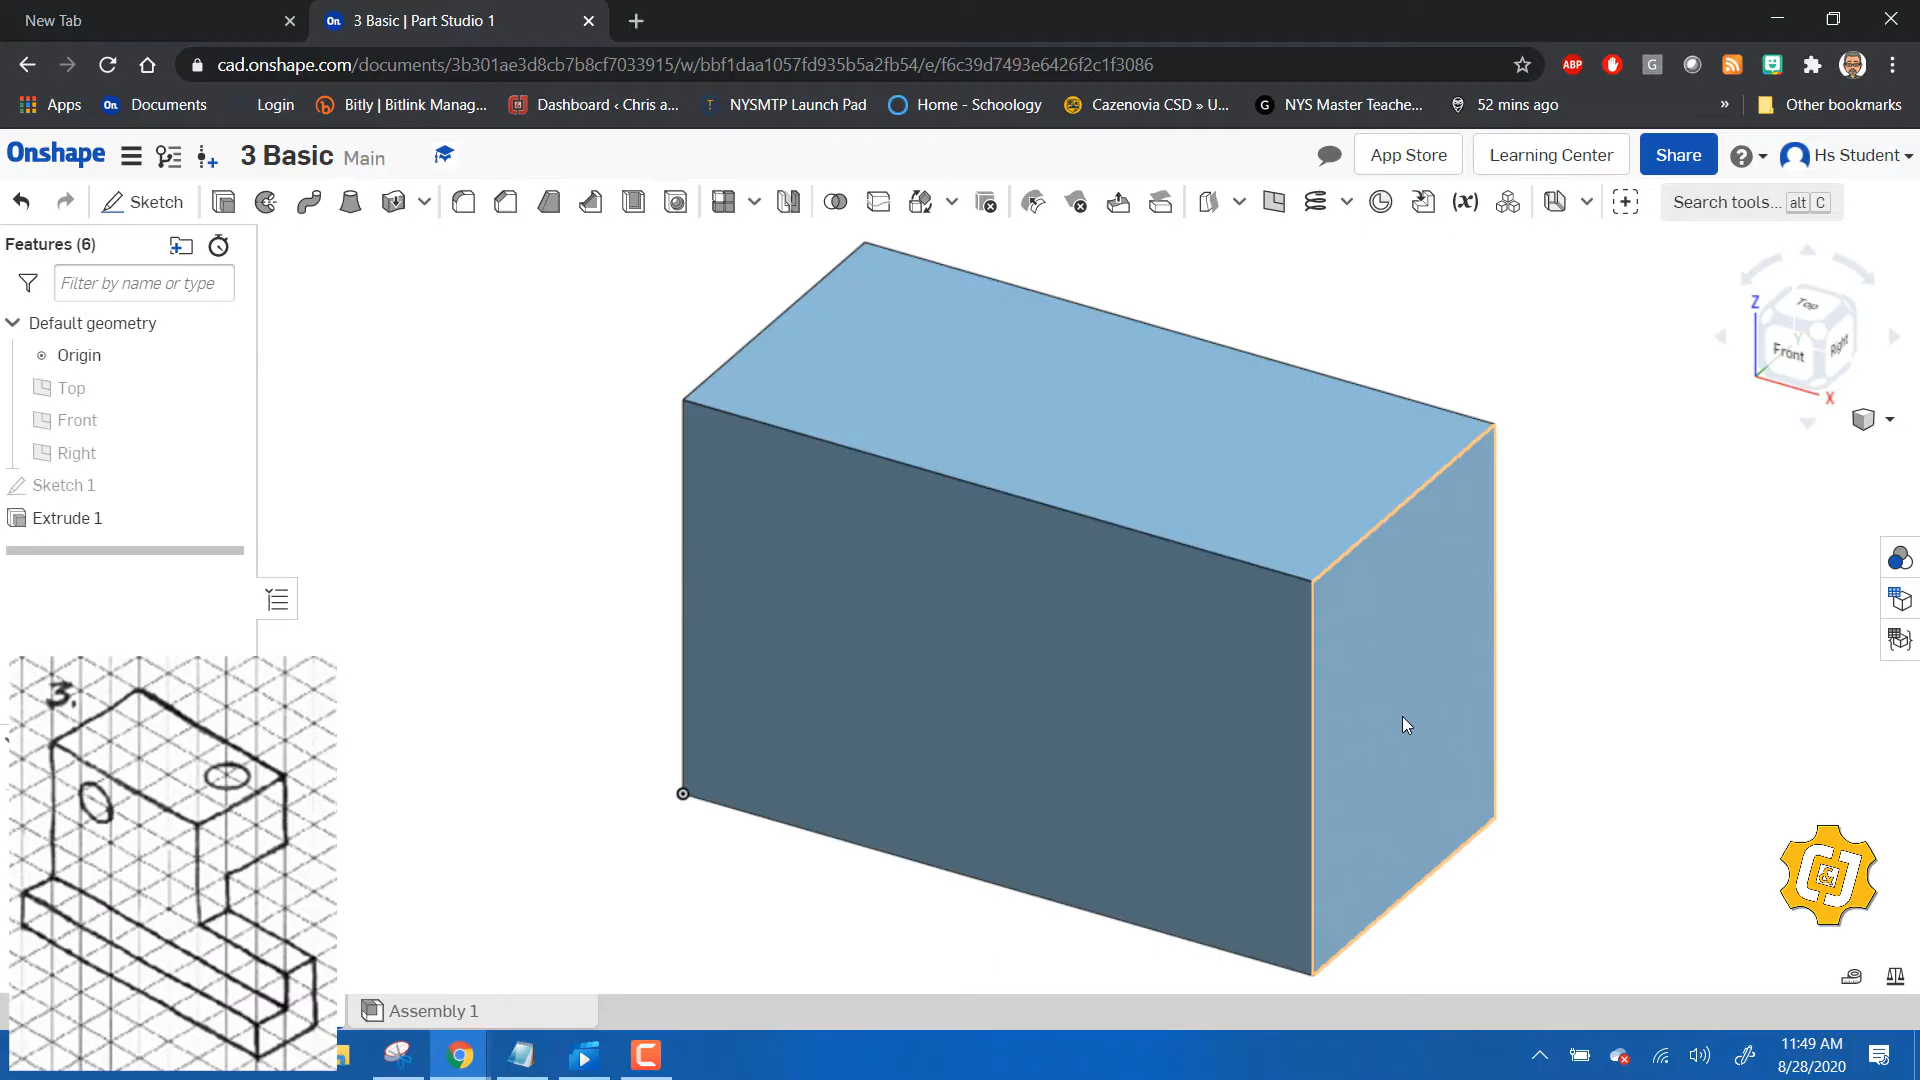 New Tab
On 3 Basic | Part Studio 1
cad.onshape.com/documents/3b301ae3d8cb7b8cf7033915/w/bbf1daa1057fd935b5a2fb54/e/f6c39d7493e6426f2c1f3086
ABP G
Apps On Documents Login Bitly | Bitlink Manag... Dashboard ‹ Chris a... T NYSMTP Launch Pad Home - Schoology Cazenovia CSD » U... G NYS Master Teache... 52 mins ago » Other bookmarks
Onshape 3 Basic Main App Store Learning Center Share Hs Student
Sketch (x) Search tools... alt C
Features (6)
Filter by name or type
Default geometry
Origin
Top
Front
Right
Sketch 1
Extrude 1
Z Top
Y
Front Right
X
3.
C&J
Assembly 1
11:49 AM
8/28/2020